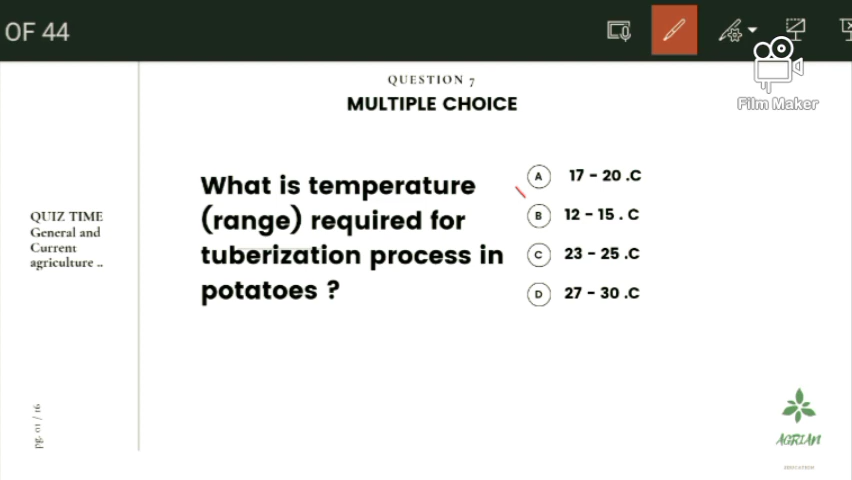 OF 44
Film Maker
QUESTION 7
MULTIPLE CHOICE
What is temperature
(range) required for
tuberization process in
potatoes ?
A 17 - 20 .C
B 12 - 15 . C
C 23 - 25 .C
D 27 - 30 .C
QUIZ TIME
General and
Current
agriculture ..
pg. 01 / 16
AGRIAN
EDUCATION